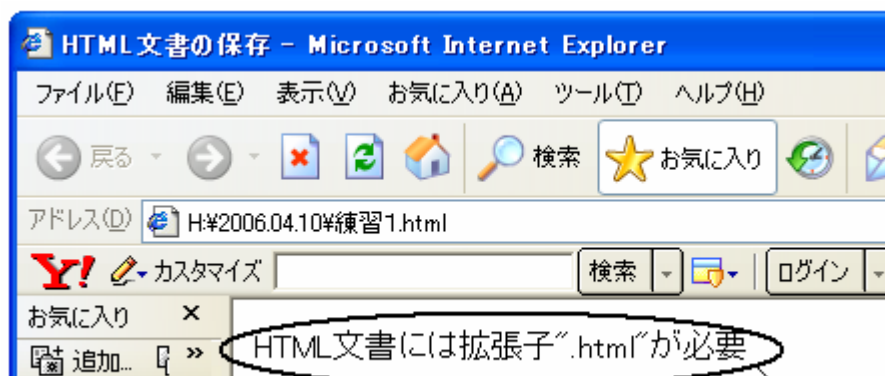 HTML文書の保存 - Microsoft Internet Explorer
ファイル(F) 編集(E) 表示(V) お気に入り(A) ツール(T) ヘルプ(H)
戻る 検索 お気に入り
アドレス(D) H:¥2006.04.10¥練習1.html
Y! カスタマイズ 検索 ログイン
お気に入り ×
追加... »
HTML文書には拡張子″.html″が必要